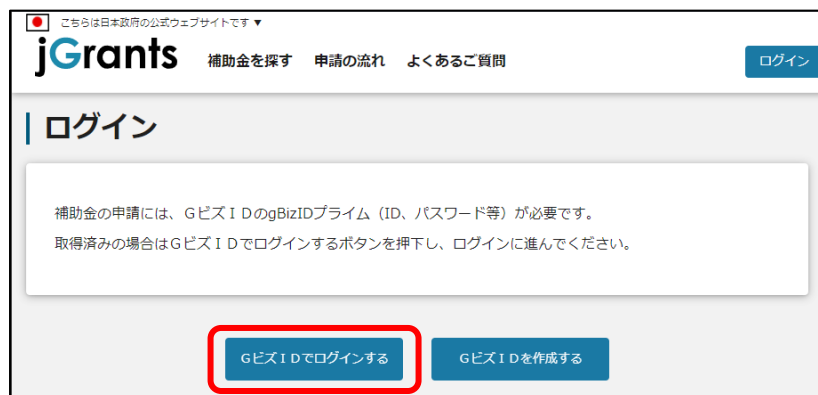 こちらは日本政府の公式ウェブサイトです ▼
jGrants 補助金を探す 申請の流れ よくあるご質問 ログイン
ログイン
補助金の申請には、GビズIDのgBizIDプライム（ID、パスワード等）が必要です。
取得済みの場合はGビズIDでログインするボタンを押下し、ログインに進んでください。
GビズIDでログインする GビズIDを作成する